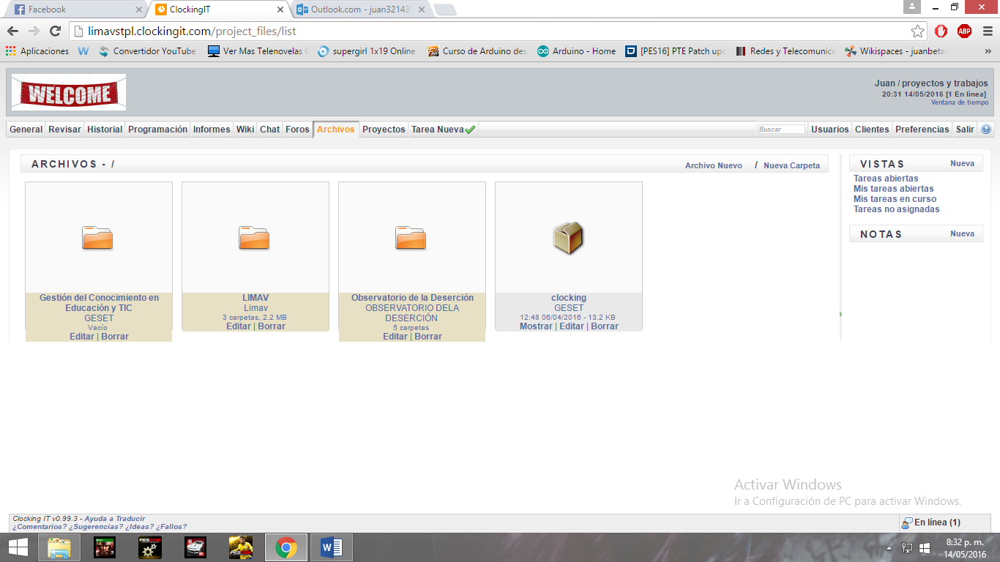 Facebook
ClockingIT
Outlook.com - juan32143
limavstpl.clockingit.com/project_files/list
ABP
Aplicaciones
W
Convertidor YouTube
Ver Mas Telenovelas
supergirl 1x19 Online
Curso de Arduino des
Arduino - Home
[PES16] PTE Patch up
Redes y Telecomunica
Wikispaces - juanbeta
»
WELCOME
Juan / proyectos y trabajos
20:31 14/05/2016 [1 En línea]
Ventana de tiempo
General
Revisar
Historial
Programación
Informes
Wiki
Chat
Foros
Archivos
Proyectos
Tarea Nueva
Buscar
Usuarios
Clientes
Preferencias
Salir
ARCHIVOS - /
Archivo Nuevo / Nueva Carpeta
Gestión del Conocimiento en
Educación y TIC
GESET
Vacío
Editar | Borrar
LIMAV
Limav
3 carpetas, 2.2 MB
Editar | Borrar
Observatorio de la Deserción
OBSERVATORIO DELA
DESERCIÓN
5 carpetas
Editar | Borrar
clocking
GESET
12:48 06/04/2016 - 13.2 KB
Mostrar | Editar | Borrar
VISTAS
Nueva
Tareas abiertas
Mis tareas abiertas
Mis tareas en curso
Tareas no asignadas
NOTAS
Nueva
Activar Windows
Ir a Configuración de PC para activar Windows.
Clocking IT v0.99.3 - Ayuda a Traducir
¿Comentarios? ¿Sugerencias? ¿Ideas? ¿Fallos?
En línea (1)
8:32 p. m.
14/05/2016